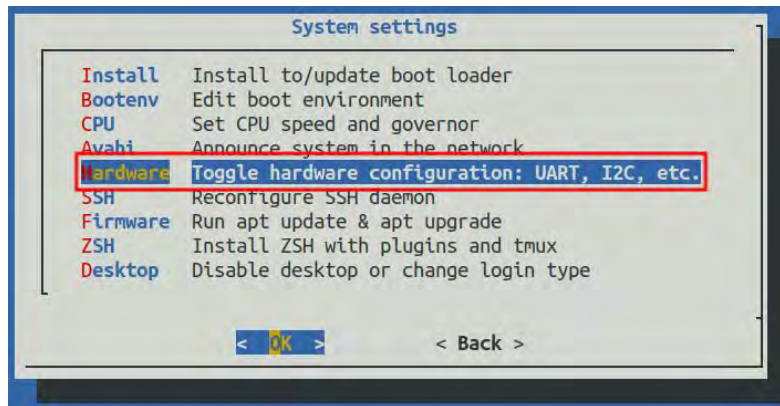 System settings
Install Install to/update boot loader
Bootenv Edit boot environment
CPU Set CPU speed and governor
Avahi Announce system in the network
Hardware Toggle hardware configuration: UART, I2C, etc.
SSH Reconfigure SSH daemon
Firmware Run apt update & apt upgrade
ZSH Install ZSH with plugins and tmux
Desktop Disable desktop or change login type
< OK > < Back >